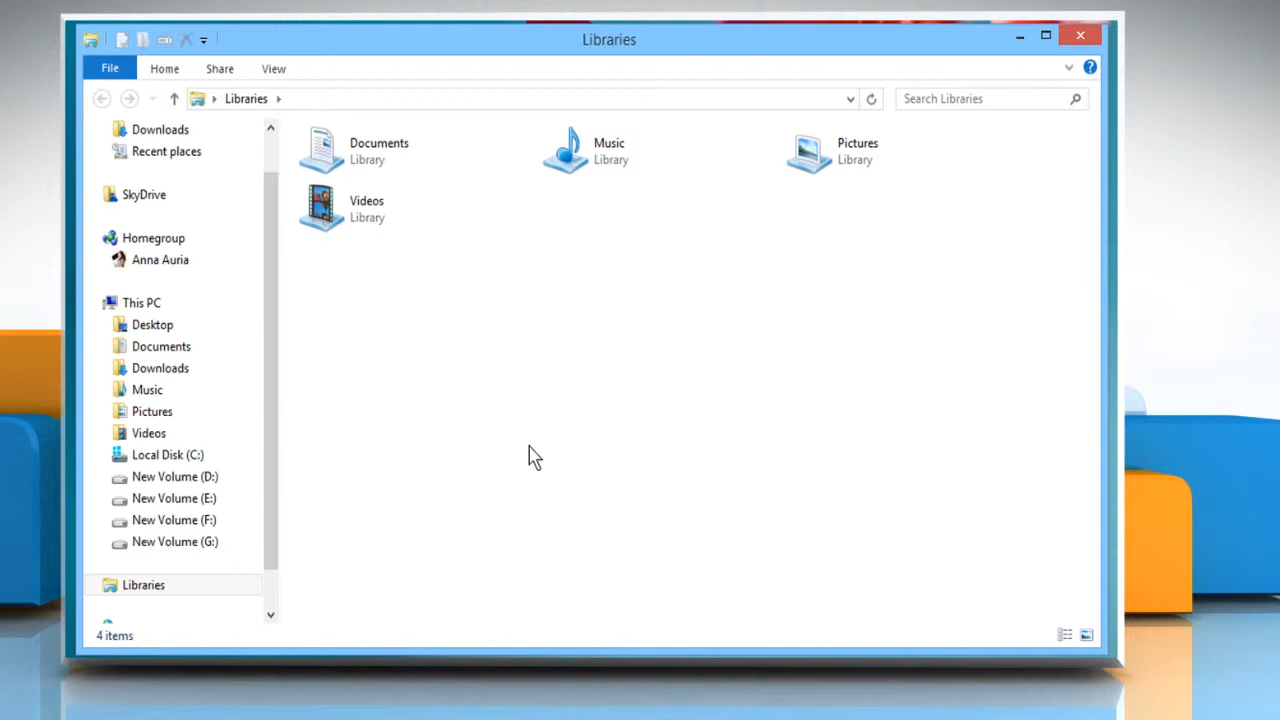 Libraries
File Home Share View
Libraries
Search Libraries
Downloads
Recent places
SkyDrive
Homegroup
Anna Auria
This PC
Desktop
Documents
Downloads
Music
Pictures
Videos
Local Disk (C:)
New Volume (D:)
New Volume (E:)
New Volume (F:)
New Volume (G:)
Libraries
Documents
Library
Music
Library
Pictures
Library
Videos
Library
4 items